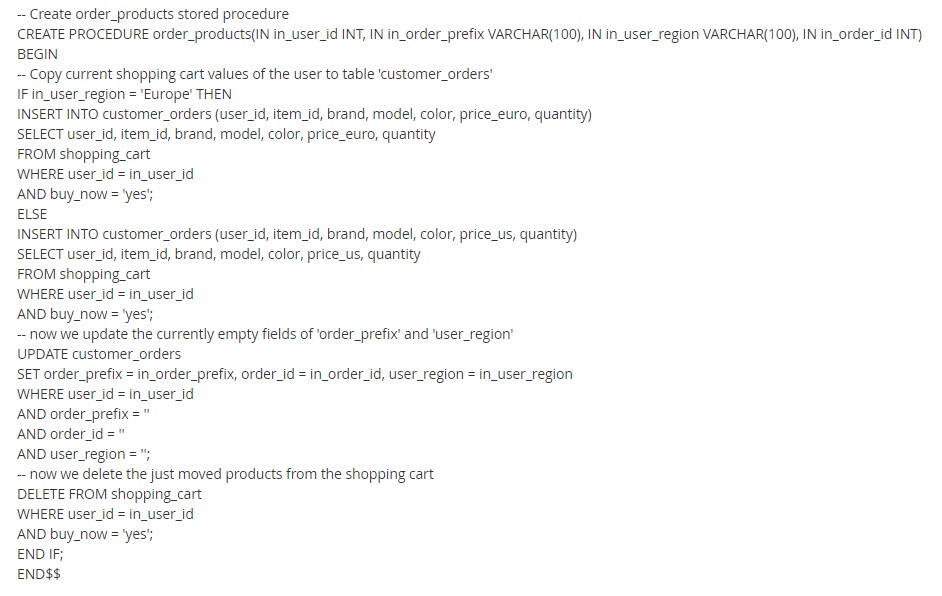 -- Create order_products stored procedure
CREATE PROCEDURE order_products(IN in_user_id INT, IN in_order_prefix VARCHAR(100), IN in_user_region VARCHAR(100), IN in_order_id INT)
BEGIN
-- Copy current shopping cart values of the user to table 'customer_orders'
IF in_user_region = 'Europe' THEN
INSERT INTO customer_orders (user_id, item_id, brand, model, color, price_euro, quantity)
SELECT user_id, item_id, brand, model, color, price_euro, quantity
FROM shopping_cart
WHERE user_id = in_user_id
AND buy_now = 'yes';
ELSE
INSERT INTO customer_orders (user_id, item_id, brand, model, color, price_us, quantity)
SELECT user_id, item_id, brand, model, color, price_us, quantity
FROM shopping_cart
WHERE user_id = in_user_id
AND buy_now = 'yes';
-- now we update the currently empty fields of 'order_prefix' and 'user_region'
UPDATE customer_orders
SET order_prefix = in_order_prefix, order_id = in_order_id, user_region = in_user_region
WHERE user_id = in_user_id
AND order_prefix = ''
AND order_id = ''
AND user_region = '';
-- now we delete the just moved products from the shopping cart
DELETE FROM shopping_cart
WHERE user_id = in_user_id
AND buy_now = 'yes';
END IF;
END$$